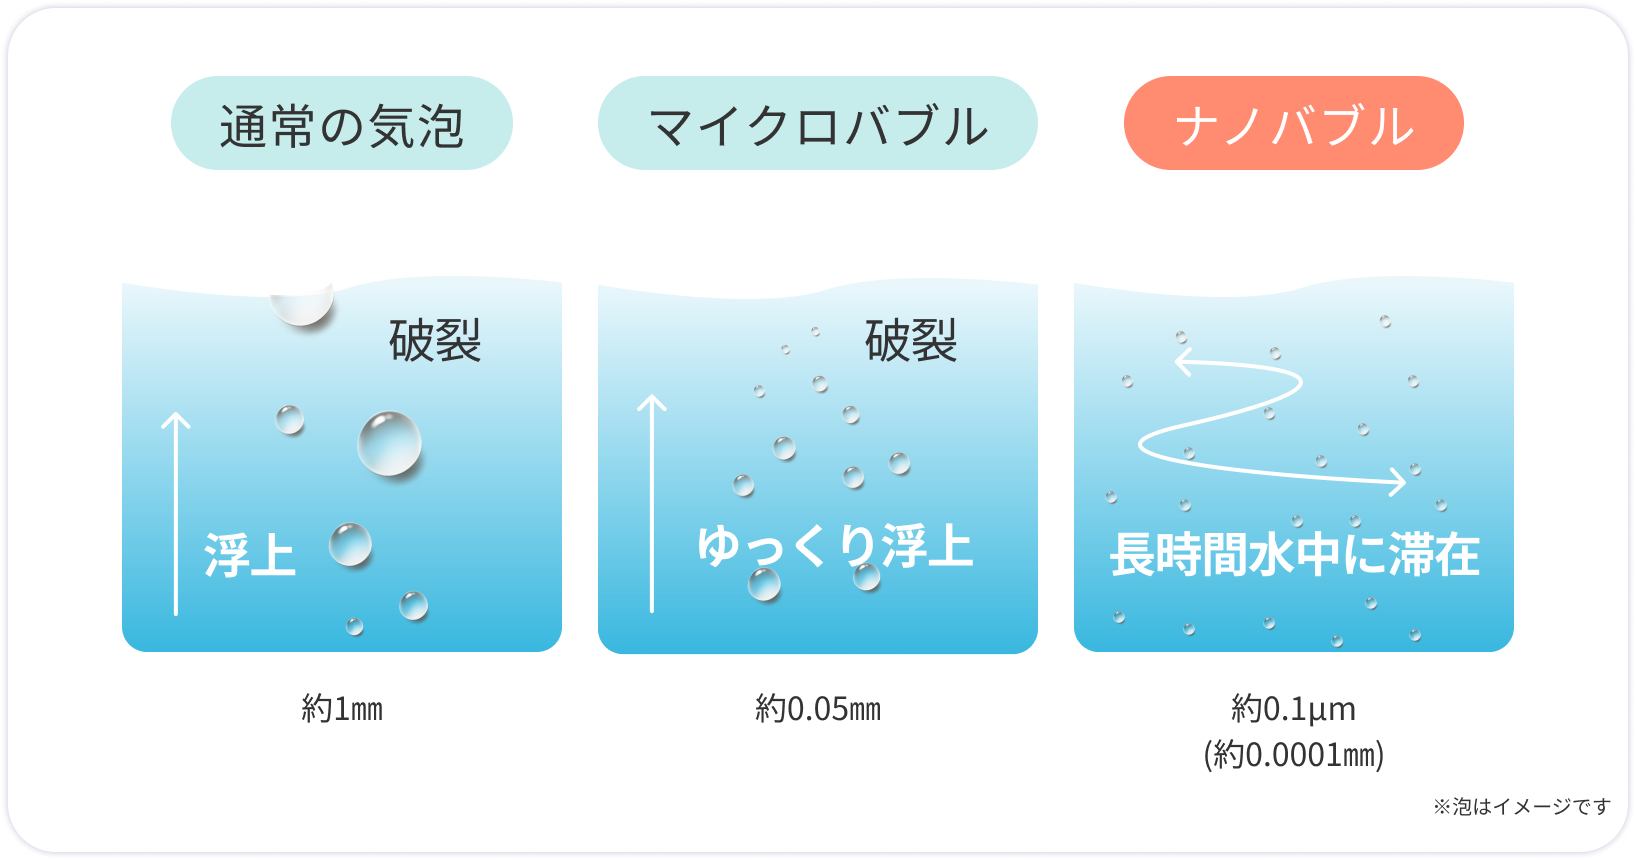 通常の気泡
破裂
浮上
約1㎜
マイクロバブル
破裂
ゆっくり浮上
約0.05㎜
ナノバブル
長時間水中に滞在
約0.1μm
(約0.0001㎜)
※泡はイメージです